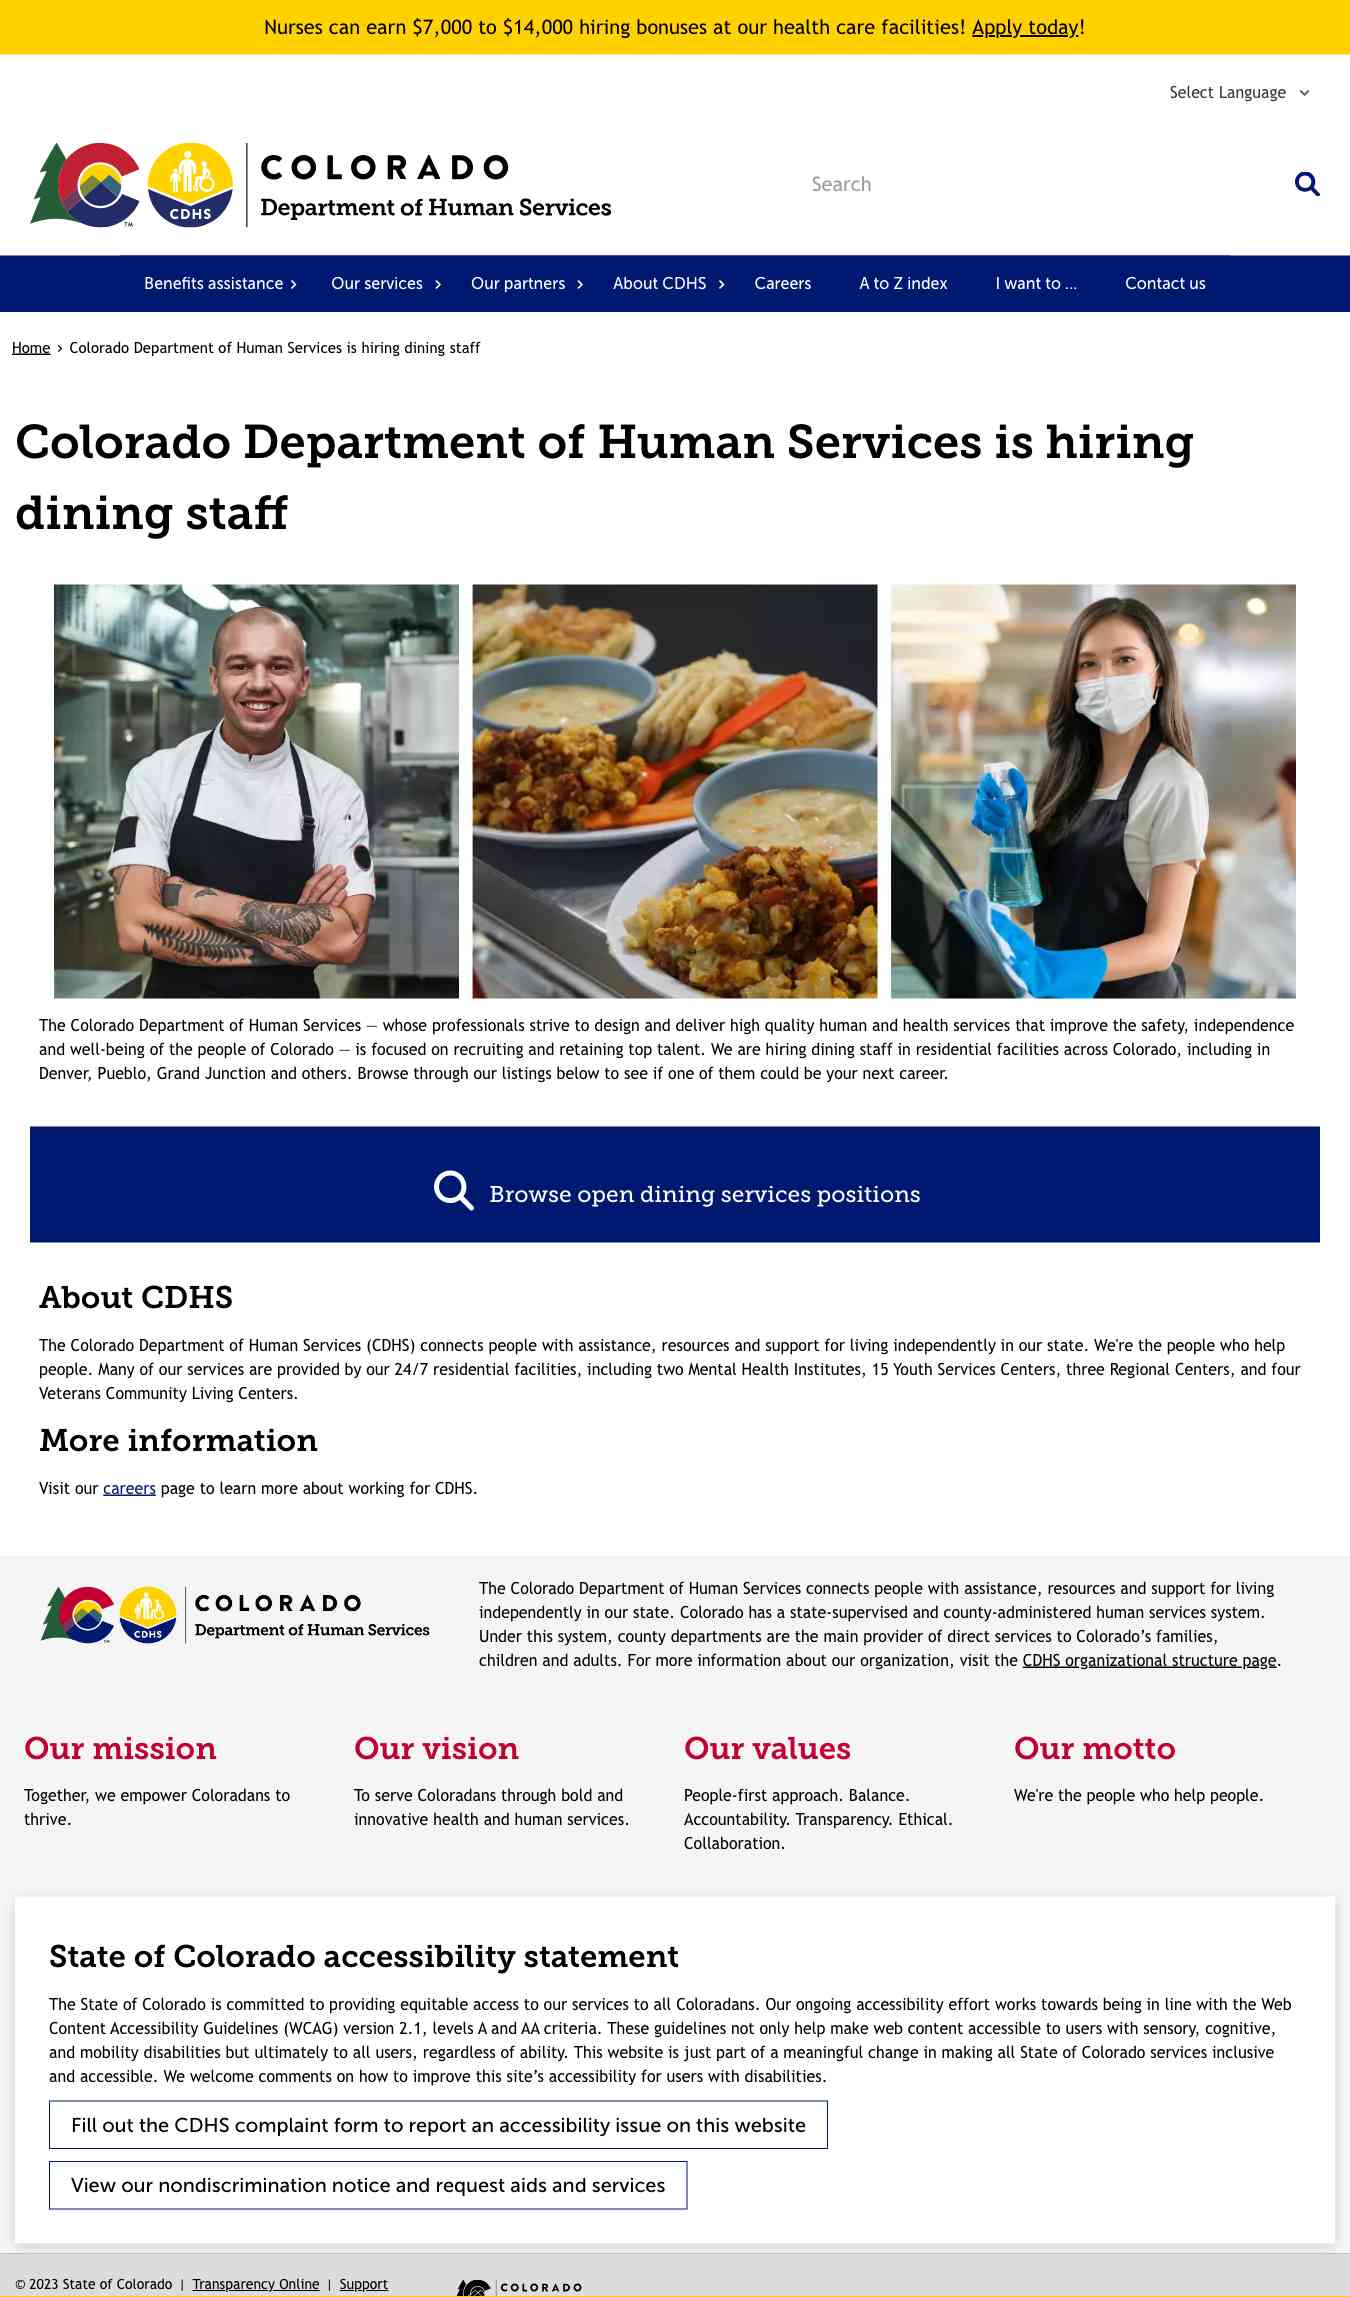 Nurses can earn $7,000 to $14,000 hiring bonuses at our health care facilities! Apply today!
Select Language
CDHS
TM
COLORADO
Department of Human Services
Search
Benefits assistance
Our services
Our partners
About CDHS
Careers
A to Z index
I want to ...
Contact us
Home › Colorado Department of Human Services is hiring dining staff
Colorado Department of Human Services is hiring
dining staff
The Colorado Department of Human Services — whose professionals strive to design and deliver high quality human and health services that improve the safety, independence
and well-being of the people of Colorado — is focused on recruiting and retaining top talent. We are hiring dining staff in residential facilities across Colorado, including in
Denver, Pueblo, Grand Junction and others. Browse through our listings below to see if one of them could be your next career.
Browse open dining services positions
About CDHS
The Colorado Department of Human Services (CDHS) connects people with assistance, resources and support for living independently in our state. We're the people who help
people. Many of our services are provided by our 24/7 residential facilities, including two Mental Health Institutes, 15 Youth Services Centers, three Regional Centers, and four
Veterans Community Living Centers.
More information
Visit our careers page to learn more about working for CDHS.
CDHS
TM
COLORADO
Department of Human Services
The Colorado Department of Human Services connects people with assistance, resources and support for living
independently in our state. Colorado has a state-supervised and county-administered human services system.
Under this system, county departments are the main provider of direct services to Colorado’s families,
children and adults. For more information about our organization, visit the CDHS organizational structure page.
Our mission
Together, we empower Coloradans to
thrive.
Our vision
To serve Coloradans through bold and
innovative health and human services.
Our values
People-first approach. Balance.
Accountability. Transparency. Ethical.
Collaboration.
Our motto
We're the people who help people.
State of Colorado accessibility statement
The State of Colorado is committed to providing equitable access to our services to all Coloradans. Our ongoing accessibility effort works towards being in line with the Web
Content Accessibility Guidelines (WCAG) version 2.1, levels A and AA criteria. These guidelines not only help make web content accessible to users with sensory, cognitive,
and mobility disabilities but ultimately to all users, regardless of ability. This website is just part of a meaningful change in making all State of Colorado services inclusive
and accessible. We welcome comments on how to improve this site’s accessibility for users with disabilities.
Fill out the CDHS complaint form to report an accessibility issue on this website
View our nondiscrimination notice and request aids and services
© 2023 State of Colorado | Transparency Online | Support
COLORADO